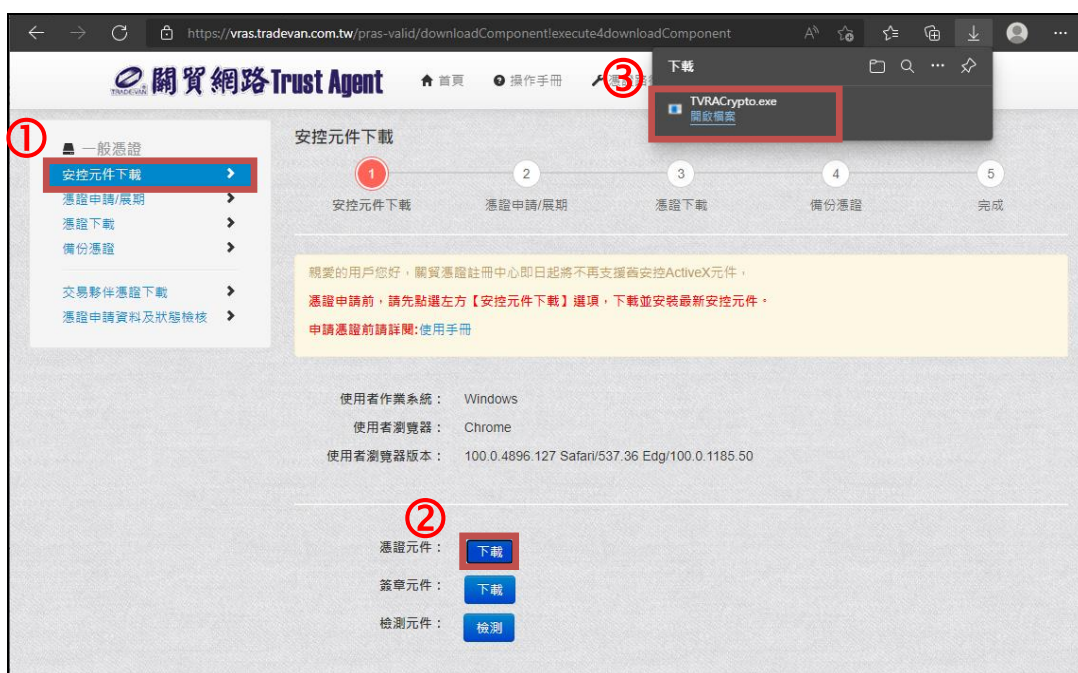 https://vras.tradevan.com.tw/pras-valid/downloadComponent!execute4downloadComponent
下載
③
TVRACrypto.exe
開啟檔案
TRADE-VAN
關貿網路Trust Agent
首頁
操作手冊
①
一般憑證
安控元件下載
憑證申請/展期
憑證下載
備份憑證
交易夥伴憑證下載
憑證申請資料及狀態檢核
安控元件下載
1
2
3
4
5
安控元件下載
憑證申請/展期
憑證下載
備份憑證
完成
親愛的用戶您好，關貿憑證註冊中心即日起將不再支援舊安控ActiveX元件，
憑證申請前，請先點選左方【安控元件下載】選項，下載並安裝最新安控元件。
申請憑證前請詳閱:使用手冊
使用者作業系統： Windows
使用者瀏覽器： Chrome
使用者瀏覽器版本： 100.0.4896.127 Safari/537.36 Edg/100.0.1185.50
②
憑證元件： 下載
簽章元件： 下載
檢測元件： 檢測